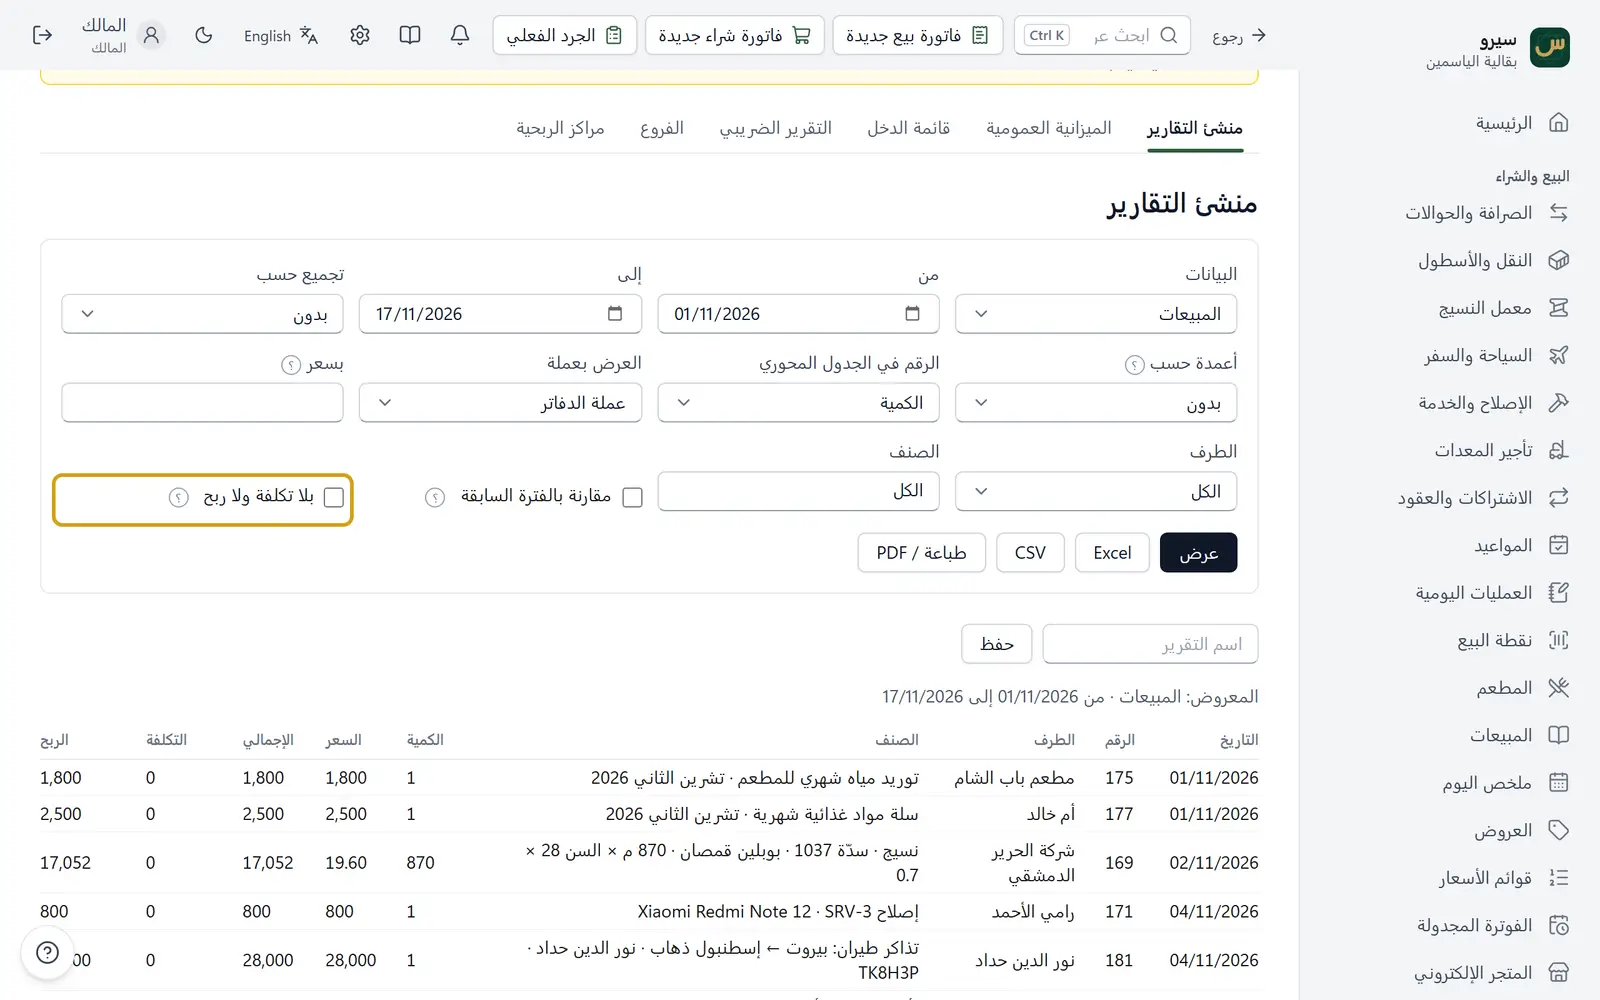 سيرو
بقالية الياسمين
رجوع
ابحث عر
Ctrl K
فاتورة بيع جديدة
فاتورة شراء جديدة
الجرد الفعلي
English
المالك
المالك
الرئيسية
البيع والشراء
الصرافة والحوالات
النقل والأسطول
معمل النسيج
السياحة والسفر
الإصلاح والخدمة
تأجير المعدات
الاشتراكات والعقود
المواعيد
العمليات اليومية
نقطة البيع
المطعم
المبيعات
ملخص اليوم
العروض
قوائم الأسعار
الفوترة المجدولة
المتجر الإلكتروني
منشئ التقارير
الميزانية العمومية
قائمة الدخل
التقرير الضريبي
الفروع
مراكز الربحية
منشئ التقارير
البيانات
من
إلى
تجميع حسب
المبيعات
01/11/2026
17/11/2026
بدون
أعمدة حسب ؟
الرقم في الجدول المحوري
العرض بعملة
بسعر ؟
بدون
الكمية
عملة الدفاتر
الطرف
الصنف
الكل
الكل
مقارنة بالفترة السابقة ؟
بلا تكلفة ولا ربح ؟
عرض
Excel
CSV
طباعة / PDF
اسم التقرير
حفظ
المعروض: المبيعات · من 01/11/2026 إلى 17/11/2026
التاريخ الرقم الطرف الصنف الكمية السعر الإجمالي التكلفة الربح
01/11/2026 175 مطعم باب الشام توريد مياه شهري للمطعم · تشرين الثاني 2026 1 1,800 1,800 0 1,800
01/11/2026 177 أم خالد سلة مواد غذائية شهرية · تشرين الثاني 2026 1 2,500 2,500 0 2,500
02/11/2026 169 شركة الحرير الدمشقي نسيج · سدّة 1037 · بوبلين قمصان · 870 م × السن 28 × 0.7 870 19.60 17,052 0 17,052
04/11/2026 171 رامي الأحمد إصلاح Xiaomi Redmi Note 12 · SRV-3 1 800 800 0 800
04/11/2026 181 نور الدين حداد تذاكر طيران: بيروت ← إسطنبول ذهاب · نور الدين حداد · TK8H3P 1 28,000 28,000 0